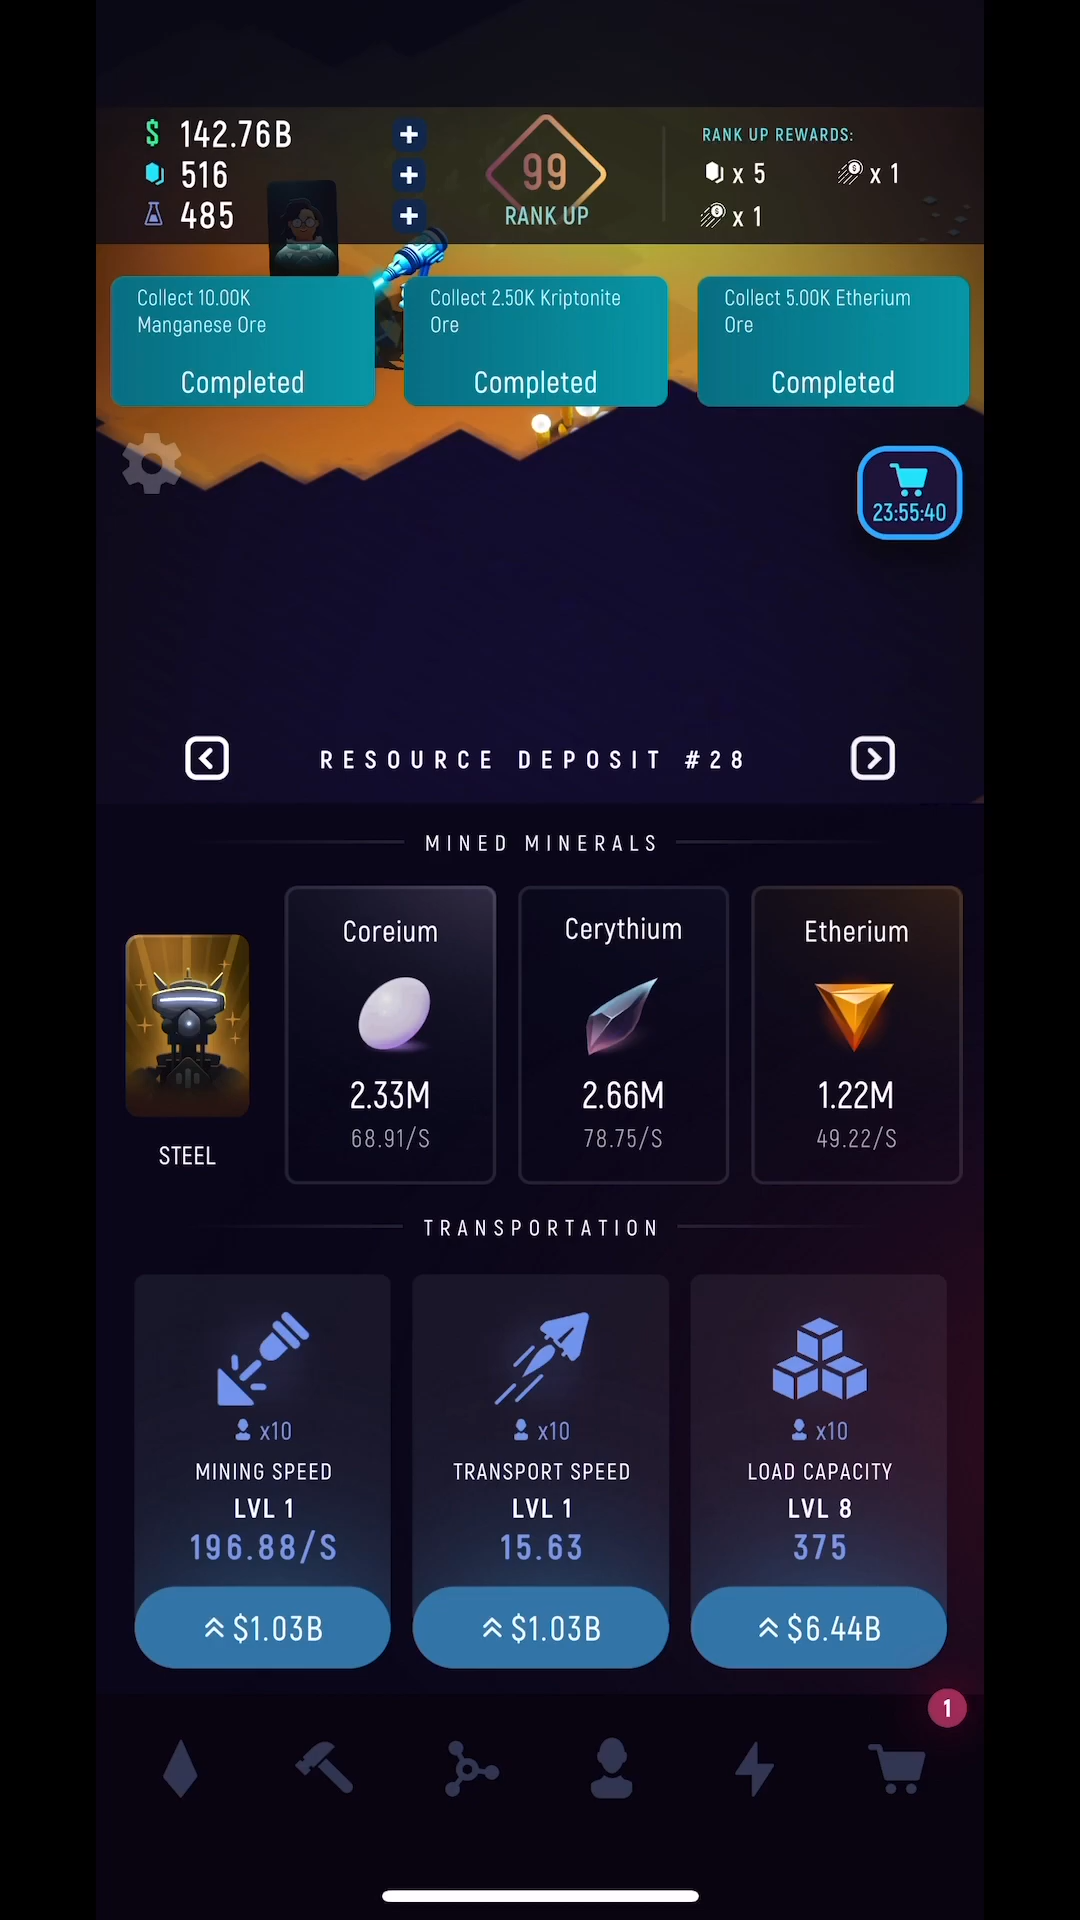 $ 142.76B
516
485
99
RANK UP
RANK UP REWARDS:
x 5
x 1
x 1
Collect 10.00K
Manganese Ore
Completed
Collect 2.50K Kriptonite
Ore
Completed
Collect 5.00K Etherium
Ore
Completed
23:55:40
RESOURCE DEPOSIT #28
MINED MINERALS
STEEL
Coreium
2.33M
68.91/S
Cerythium
2.66M
78.75/S
Etherium
1.22M
49.22/S
TRANSPORTATION
x10
MINING SPEED
LVL 1
196.88/S
$1.03B
x10
TRANSPORT SPEED
LVL 1
15.63
$1.03B
x10
LOAD CAPACITY
LVL 8
375
$6.44B
1